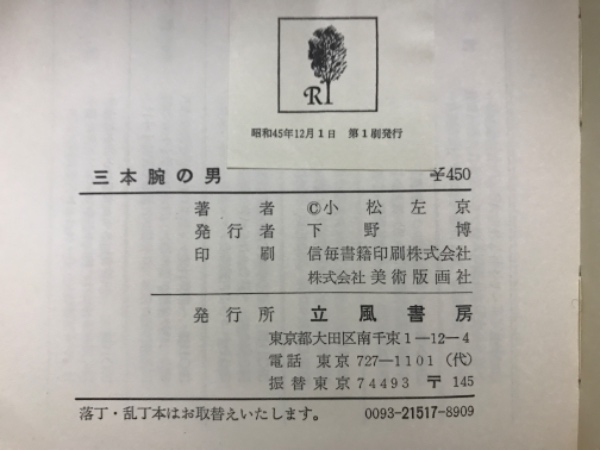 R
昭和45年12月1日 第1刷発行
三本腕の男 ¥450
著者 ©小松左京
発行者 下野博
印刷 信毎書籍印刷株式会社
株式会社美術版画社
発行所 立風書房
東京都大田区南千束1―12―4
電話 東京 727―1101 (代)
振替東京74493 〒145
落丁・乱丁本はお取替えいたします。 0093-21517-8909